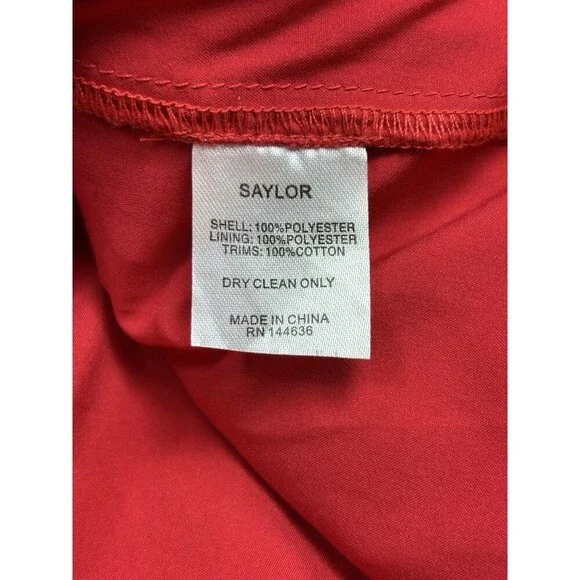 SAYLOR
SHELL: 100%POLYESTER
LINING: 100%POLYESTER
TRIMS: 100%COTTON
DRY CLEAN ONLY
MADE IN CHINA
RN 144636